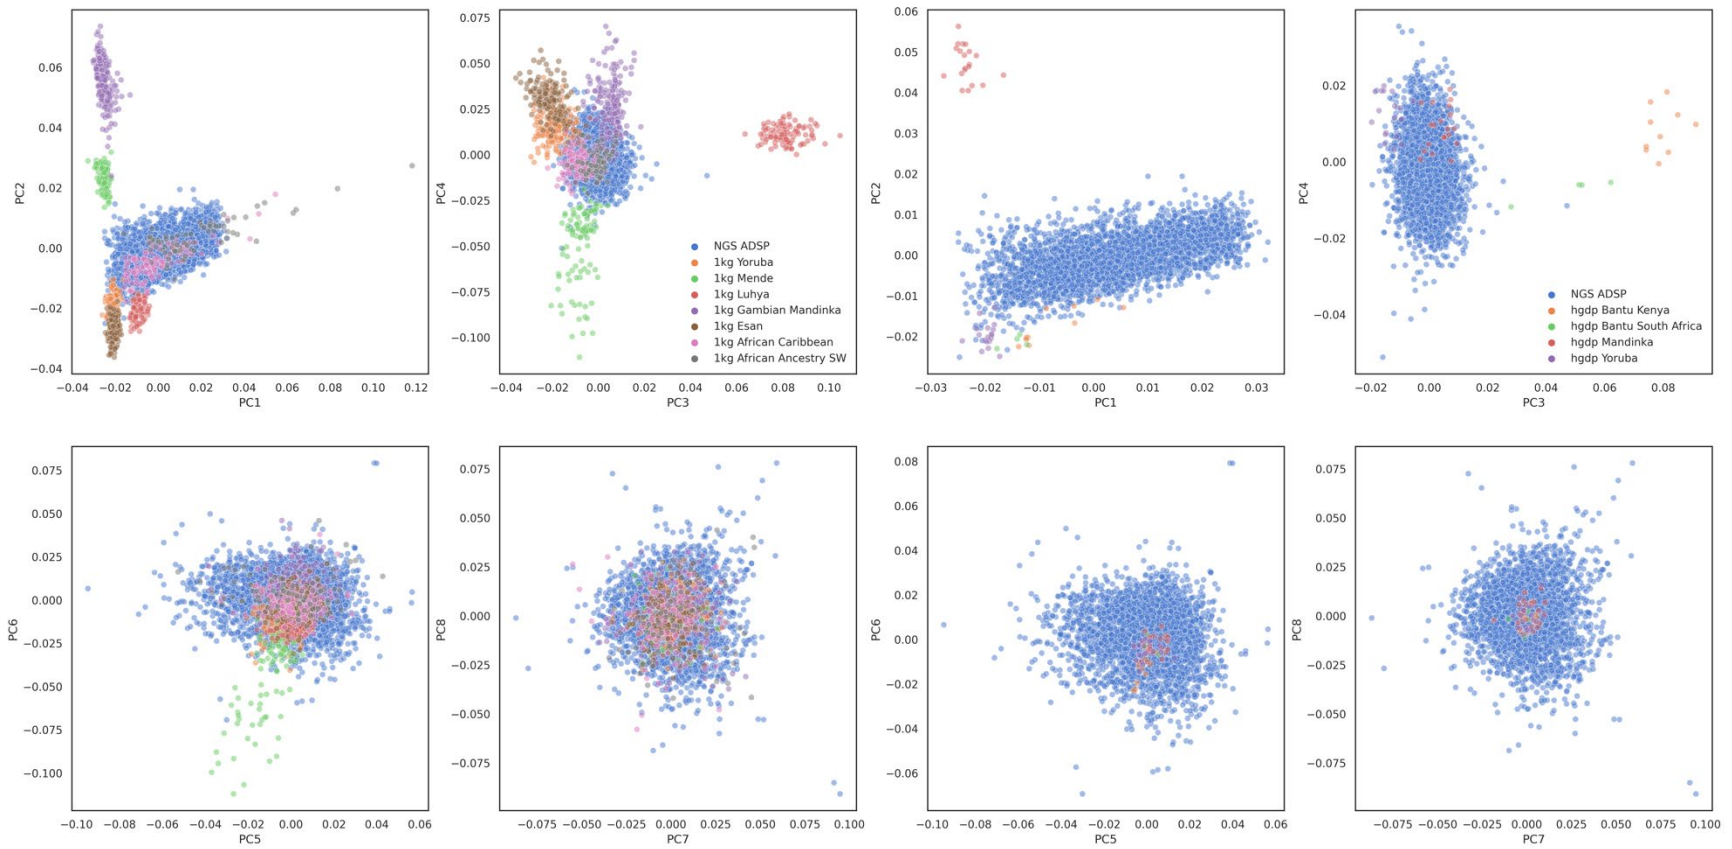 0.06
0.04
0.02
0.00
−0.02
−0.04
PC2
−0.04 −0.02 0.00 0.02 0.04 0.06 0.08 0.10 0.12
PC1
0.075
0.050
0.025
0.000
−0.025
−0.050
−0.075
−0.100
PC4
NGS ADSP
1kg Yoruba
1kg Mende
1kg Luhya
1kg Gambian Mandinka
1kg Esan
1kg African Caribbean
1kg African Ancestry SW
−0.04 −0.02 0.00 0.02 0.04 0.06 0.08 0.10
PC3
0.06
0.05
0.04
0.03
0.02
0.01
0.00
−0.01
−0.02
PC2
−0.03 −0.02 −0.01 0.00 0.01 0.02 0.03
PC1
0.02
0.00
−0.02
−0.04
PC4
NGS ADSP
hgdp Bantu Kenya
hgdp Bantu South Africa
hgdp Mandinka
hgdp Yoruba
−0.02 0.00 0.02 0.04 0.06 0.08
PC3
0.075
0.050
0.025
0.000
−0.025
−0.050
−0.075
−0.100
PC6
−0.10 −0.08 −0.06 −0.04 −0.02 0.00 0.02 0.04 0.06
PC5
0.075
0.050
0.025
0.000
−0.025
−0.050
−0.075
PC8
−0.075 −0.050 −0.025 0.000 0.025 0.050 0.075 0.100
PC7
0.08
0.06
0.04
0.02
0.00
−0.02
−0.04
−0.06
PC6
−0.10 −0.08 −0.06 −0.04 −0.02 0.00 0.02 0.04 0.06
PC5
0.075
0.050
0.025
0.000
−0.025
−0.050
−0.075
PC8
−0.075 −0.050 −0.025 0.000 0.025 0.050 0.075 0.100
PC7